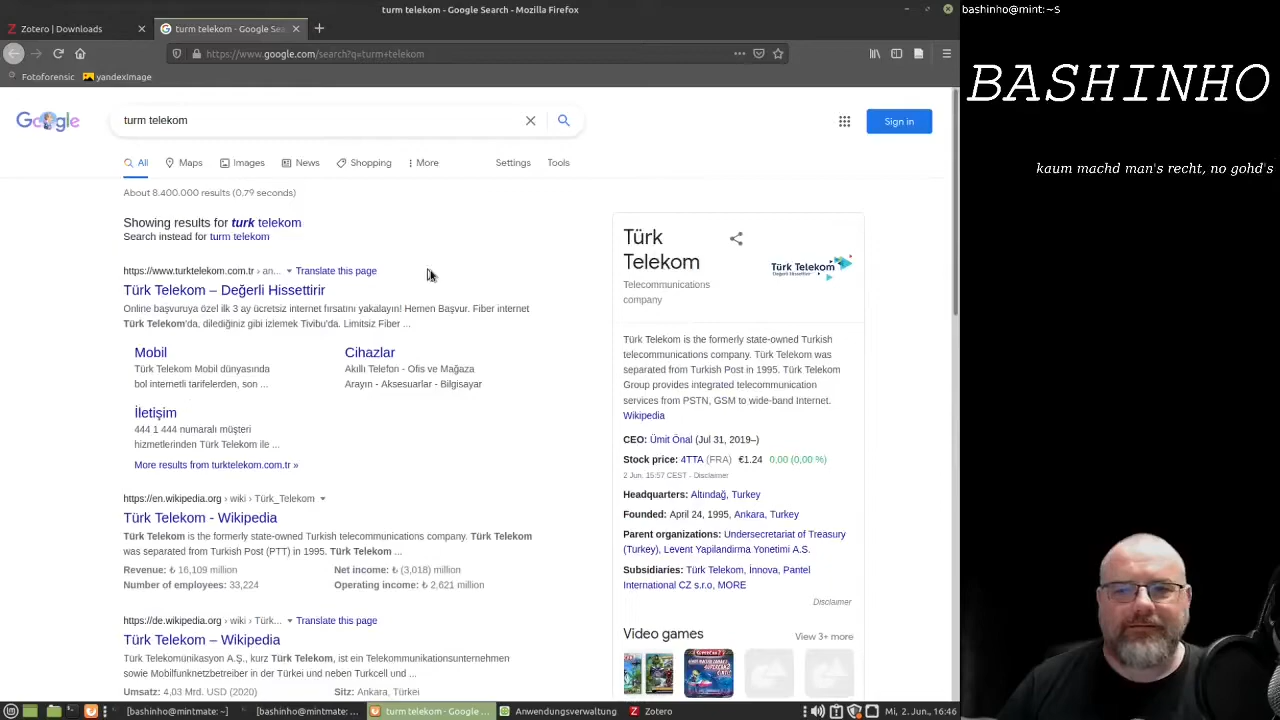 turm telekom - Google Search - Mozilla Firefox
bashinho@mint:~$
Zotero | Downloads
turm telekom - Google Sea
https://www.google.com/search?q=turm+telekom
Fotoforensic
yandexImage
BASHINHO
kaum machd man's recht, no gohd's
Google
turm telekom
Sign in
All
Maps
Images
News
Shopping
More
Settings
Tools
About 8.400.000 results (0.79 seconds)
Showing results for turk telekom
Search instead for turm telekom
https://www.turktelekom.com.tr › an... Translate this page
Türk Telekom – Değerli Hissettirir
Online başvuruya özel ilk 3 ay ücretsiz internet fırsatını yakalayın! Hemen Başvur. Fiber internet
Türk Telekom'da, dilediğiniz gibi izlemek Tivibu'da. Limitsiz Fiber ...
Mobil
Türk Telekom Mobil dünyasında
bol internetli tarifelerden, son ...
Cihazlar
Akıllı Telefon - Ofis ve Mağaza
Arayın - Aksesuarlar - Bilgisayar
İletişim
444 1 444 numaralı müşteri
hizmetlerinden Türk Telekom ile ...
More results from turktelekom.com.tr »
https://en.wikipedia.org › wiki › Türk_Telekom
Türk Telekom - Wikipedia
Türk Telekom is the formerly state-owned Turkish telecommunications company. Türk Telekom
was separated from Turkish Post (PTT) in 1995. Türk Telekom ...
Revenue: ₺ 16,109 million
Net income: ₺ (3,018) million
Number of employees: 33,224
Operating income: ₺ 2,621 million
https://de.wikipedia.org › wiki › Türk... Translate this page
Türk Telekom – Wikipedia
Türk Telekomünikasyon A.Ş., kurz Türk Telekom, ist ein Telekommunikationsunternehmen
sowie Mobilfunknetzbetreiber in der Türkei und neben Turkcell und ...
Umsatz: 4,03 Mrd. USD (2020)
Sitz: Ankara, Türkei
Türk
Telekom
Telecommunications
company
Türk Telekom
Değerli Hissettirir
Türk Telekom is the formerly state-owned Turkish
telecommunications company. Türk Telekom was
separated from Turkish Post in 1995. Türk Telekom
Group provides integrated telecommunication
services from PSTN, GSM to wide-band Internet.
Wikipedia
CEO: Ümit Önal (Jul 31, 2019–)
Stock price: 4TTA (FRA) €1.24 0,00 (0,00 %)
2 Jun, 15:57 CEST - Disclaimer
Headquarters: Altındağ, Turkey
Founded: April 24, 1995, Ankara, Turkey
Parent organizations: Undersecretariat of Treasury
(Turkey), Levent Yapilandirma Yonetimi A.S.
Subsidiaries: Türk Telekom, İnnova, Pantel
International CZ s.r.o, MORE
Disclaimer
Video games
View 3+ more
[bashinho@mintmate:~]
[bashinho@mintmate: ...
turm telekom - Google ...
Anwendungsverwaltung
Zotero
Mi, 2. Jun., 16:46